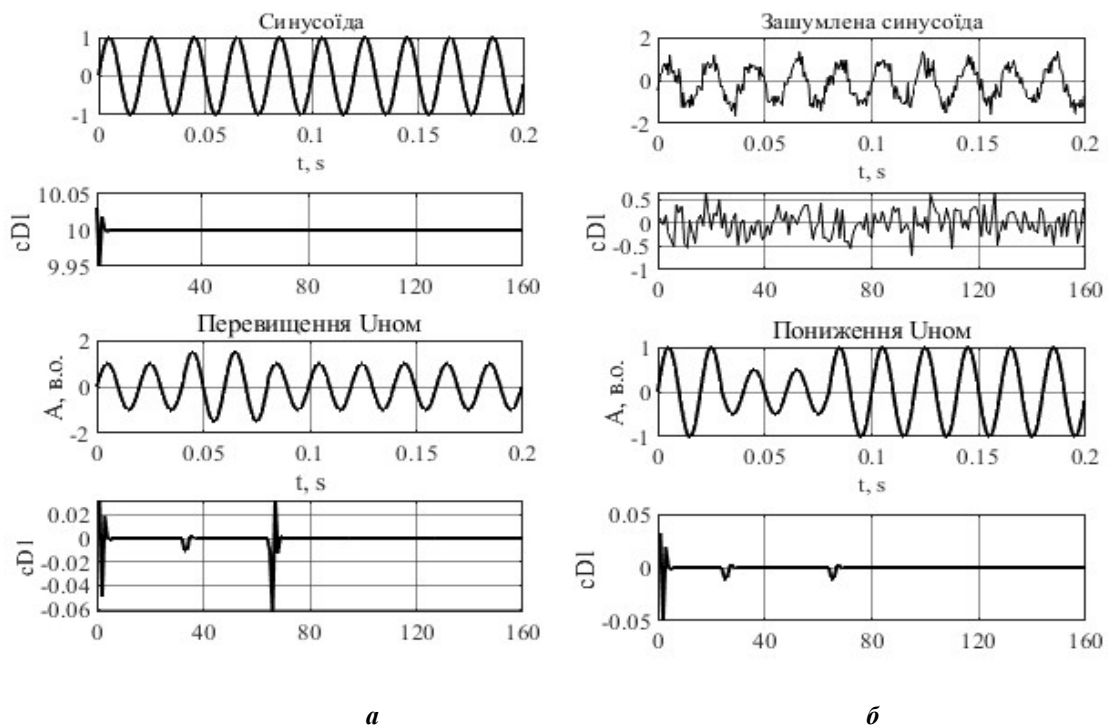 Синусоїда
1
0
-1
0 0.05 0.1 0.15 0.2
t, s
cD1
10.05
10
9.95
40 80 120 160
Перевищення Uном
А, в.о.
2
0
-2
0 0.05 0.1 0.15 0.2
t, s
cD1
0.02
0
-0.02
-0.04
-0.06
0 40 80 120 160
а
Зашумлена синусоїда
2
0
-2
0 0.05 0.1 0.15 0.2
t, s
cD1
0.5
0
-0.5
-1
0 40 80 120 160
Пониження Uном
А, в.о.
1
0
-1
0 0.05 0.1 0.15 0.2
t, s
cD1
0.05
0
-0.05
0 40 80 120 160
б